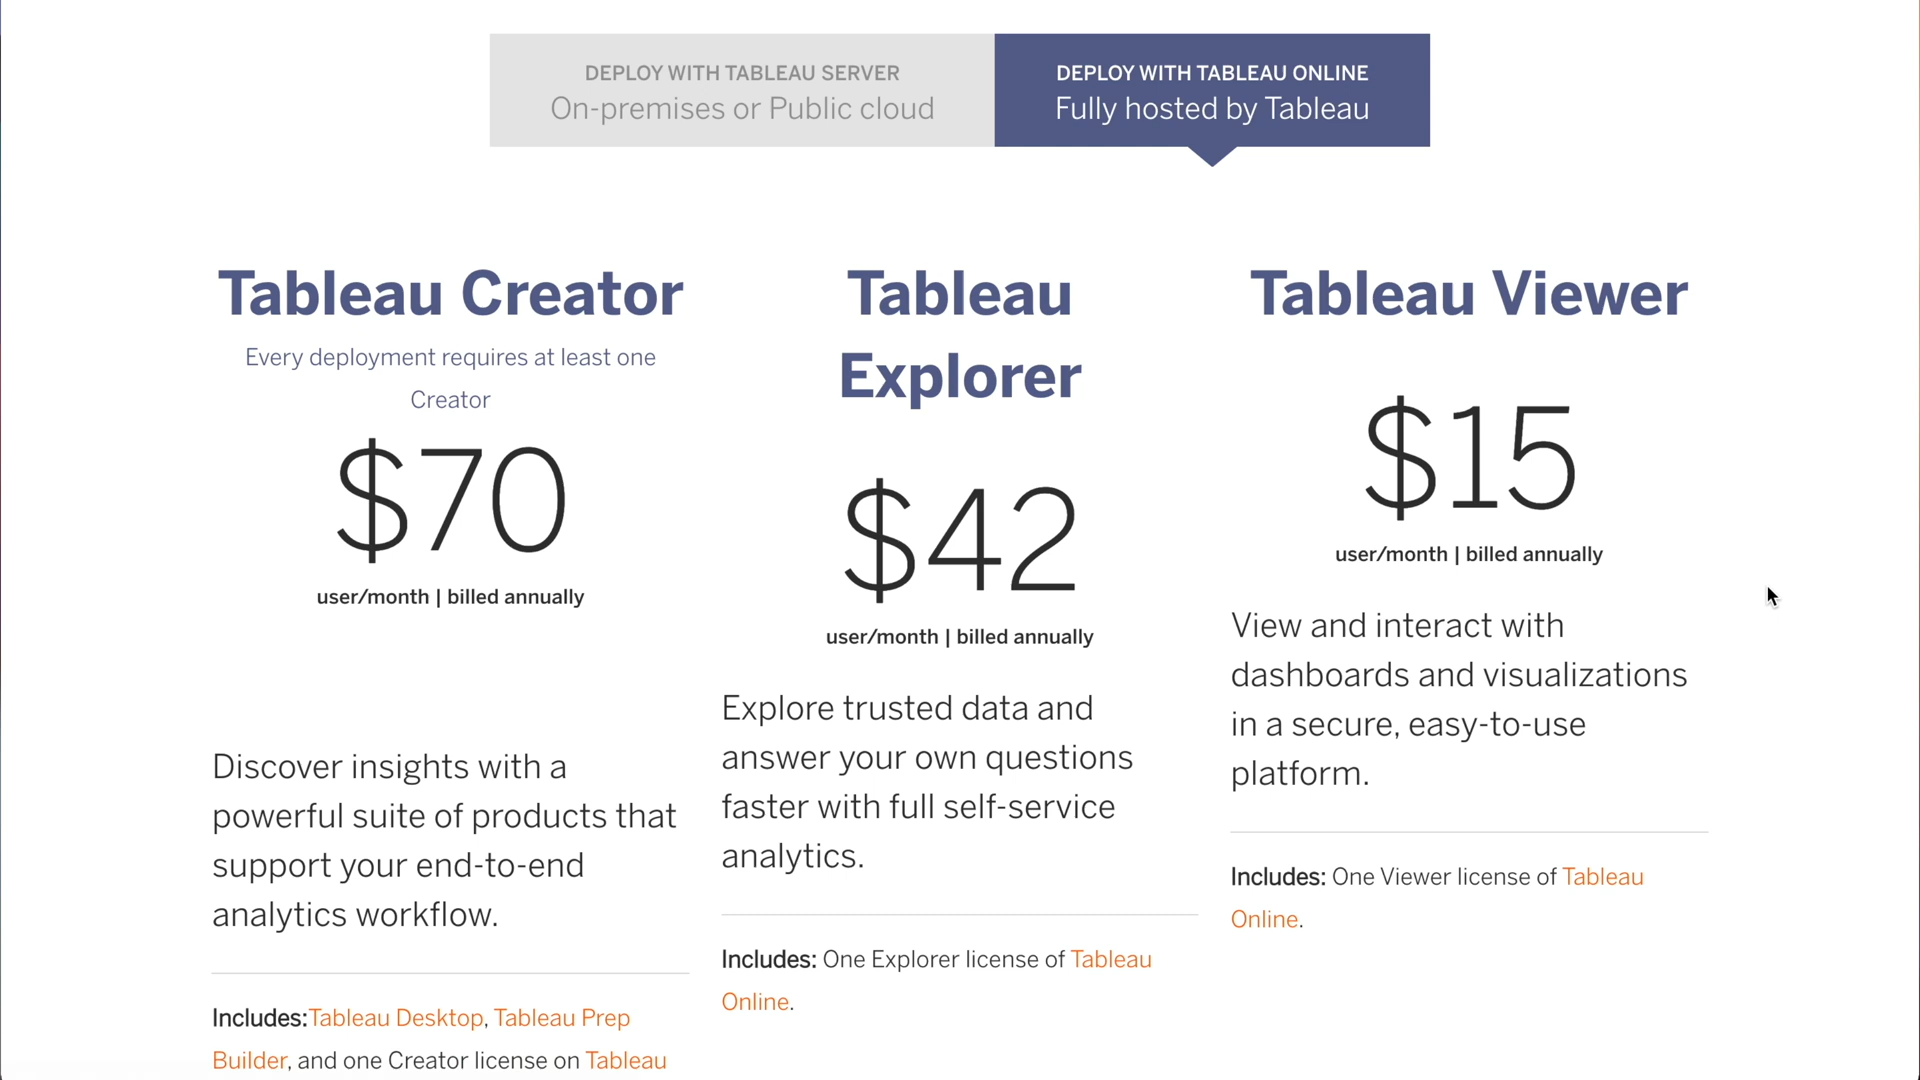 DEPLOY WITH TABLEAU SERVER
On-premises or Public cloud
DEPLOY WITH TABLEAU ONLINE
Fully hosted by Tableau
Tableau Creator
Every deployment requires at least one
Creator
$70
user/month | billed annually
Discover insights with a
powerful suite of products that
support your end-to-end
analytics workflow.
Includes:Tableau Desktop, Tableau Prep
Builder, and one Creator license on Tableau
Tableau
Explorer
$42
user/month | billed annually
Explore trusted data and
answer your own questions
faster with full self-service
analytics.
Includes: One Explorer license of Tableau
Online.
Tableau Viewer
$15
user/month | billed annually
View and interact with
dashboards and visualizations
in a secure, easy-to-use
platform.
Includes: One Viewer license of Tableau
Online.